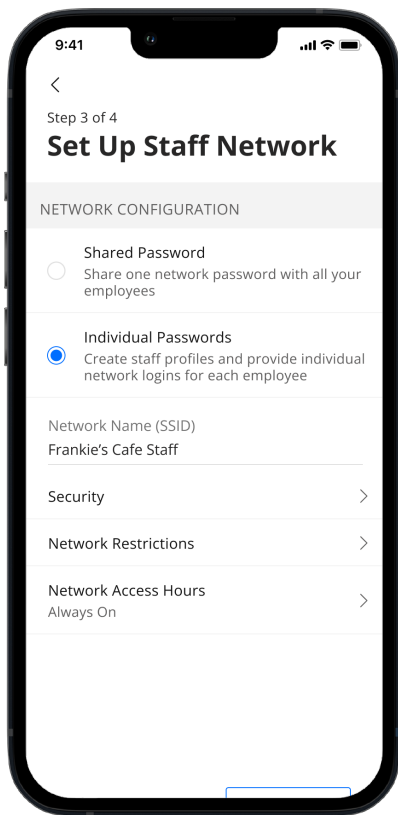 9:41
Step 3 of 4
Set Up Staff Network
NETWORK CONFIGURATION
Shared Password
Share one network password with all your
employees
Individual Passwords
Create staff profiles and provide individual
network logins for each employee
Network Name (SSID)
Frankie's Cafe Staff
Security
Network Restrictions
Network Access Hours
Always On